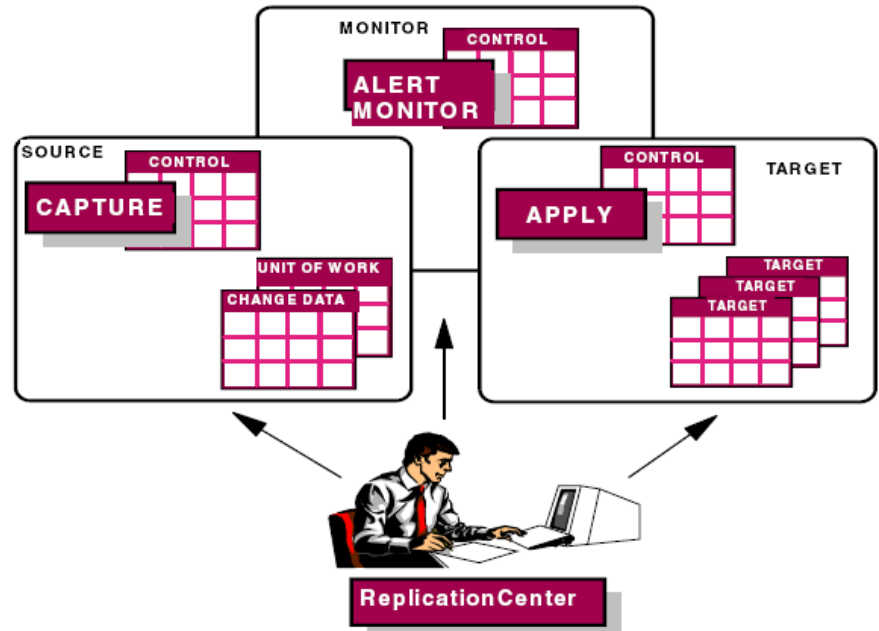 MONITOR
CONTROL
ALERT
MONITOR
SOURCE
CONTROL
CAPTURE
UNIT OF WORK
CHANGE DATA
CONTROL
TARGET
APPLY
TARGET
TARGET
TARGET
ReplicationCenter